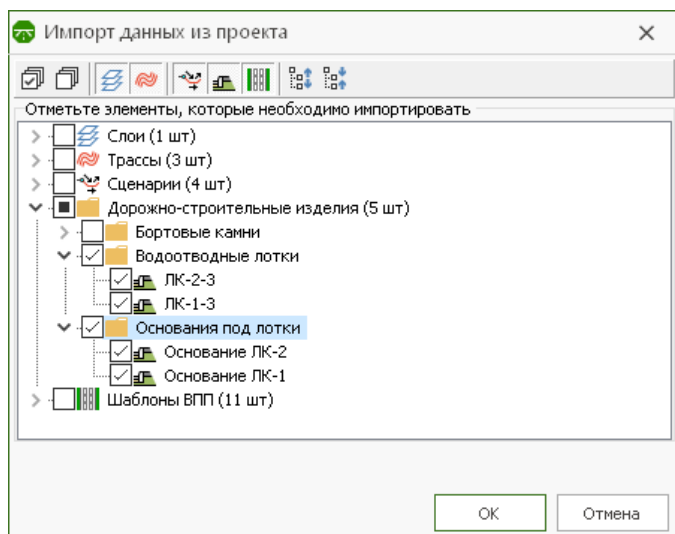 Импорт данных из проекта
Отметьте элементы, которые необходимо импортировать
Слои (1 шт)
Трассы (3 шт)
Сценарии (4 шт)
Дорожно-строительные изделия (5 шт)
Бортовые камни
Водоотводные лотки
ЛК-2-3
ЛК-1-3
Основания под лотки
Основание ЛК-2
Основание ЛК-1
Шаблоны ВПП (11 шт)
ОК
Отмена